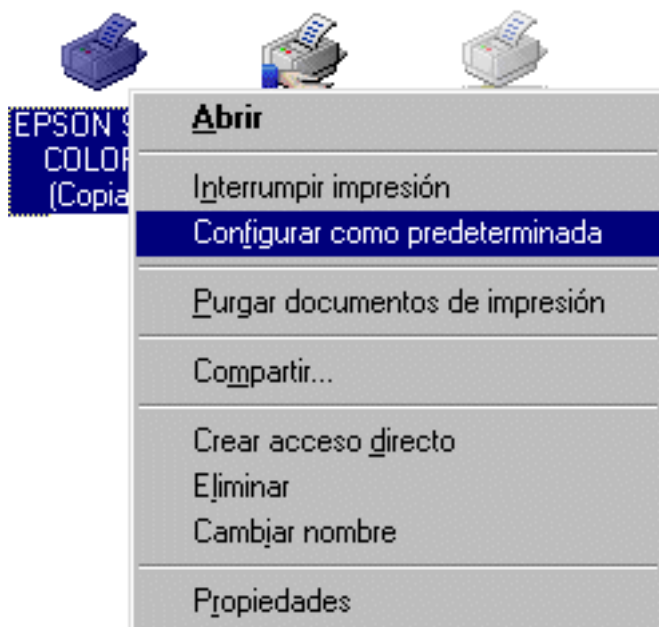 EPSON
COLOR
(Copia
Abrir
Interrumpir impresión
Configurar como predeterminada
Purgar documentos de impresión
Compartir...
Crear acceso directo
Eliminar
Cambiar nombre
Propiedades